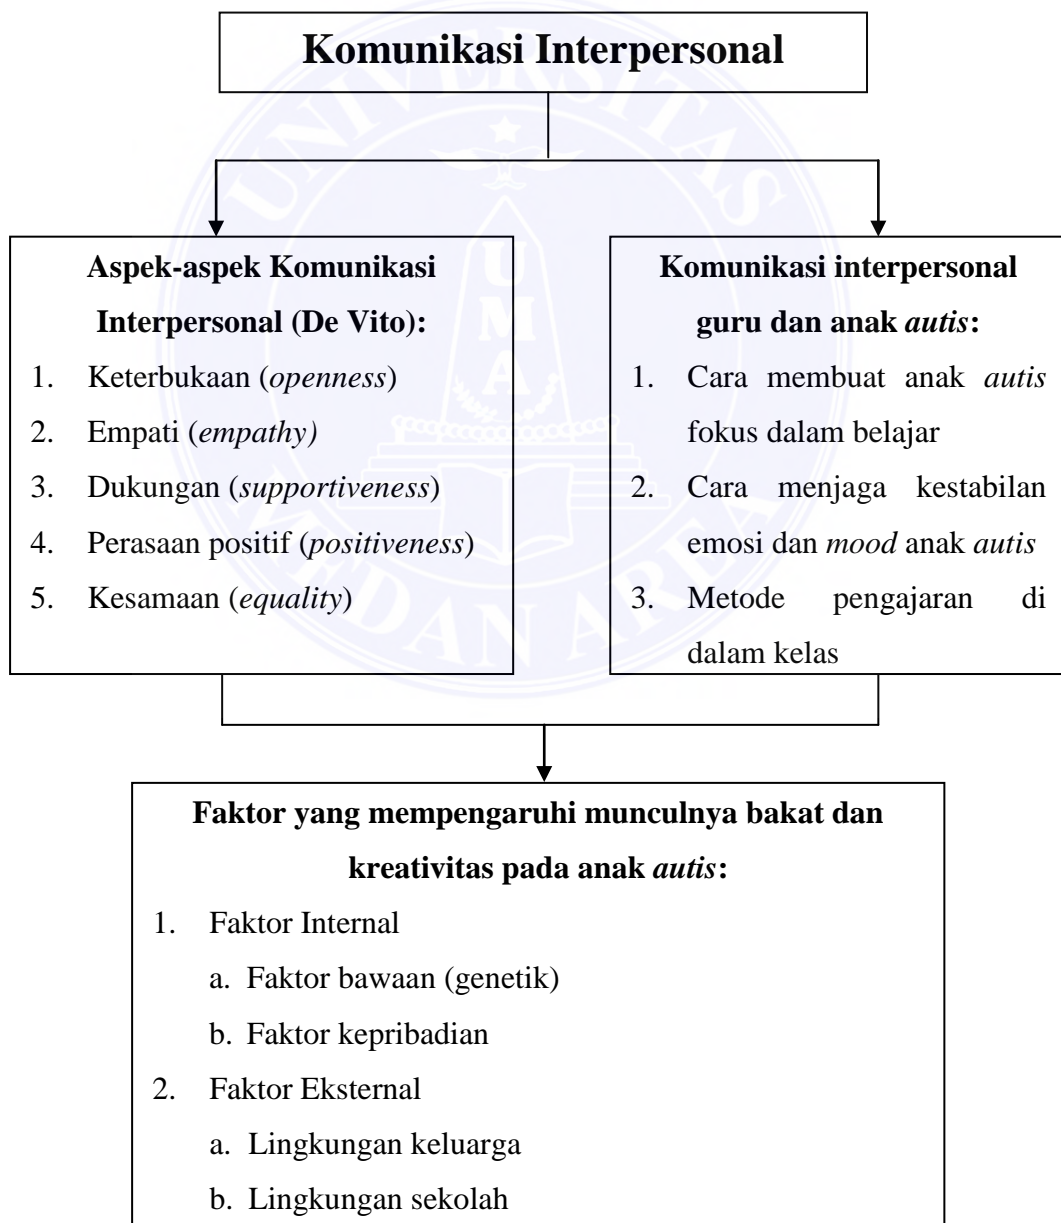 Komunikasi Interpersonal
Aspek-aspek Komunikasi
Interpersonal (De Vito):
1. Keterbukaan (openness)
2. Empati (empathy)
3. Dukungan (supportiveness)
4. Perasaan positif (positiveness)
5. Kesamaan (equality)
Komunikasi interpersonal
guru dan anak autis:
1. Cara membuat anak autis
fokus dalam belajar
2. Cara menjaga kestabilan
emosi dan mood anak autis
3. Metode pengajaran di
dalam kelas
Faktor yang mempengaruhi munculnya bakat dan
kreativitas pada anak autis:
1. Faktor Internal
a. Faktor bawaan (genetik)
b. Faktor kepribadian
2. Faktor Eksternal
a. Lingkungan keluarga
b. Lingkungan sekolah
UNIVERSITAS
MEDAN AREA
UMA